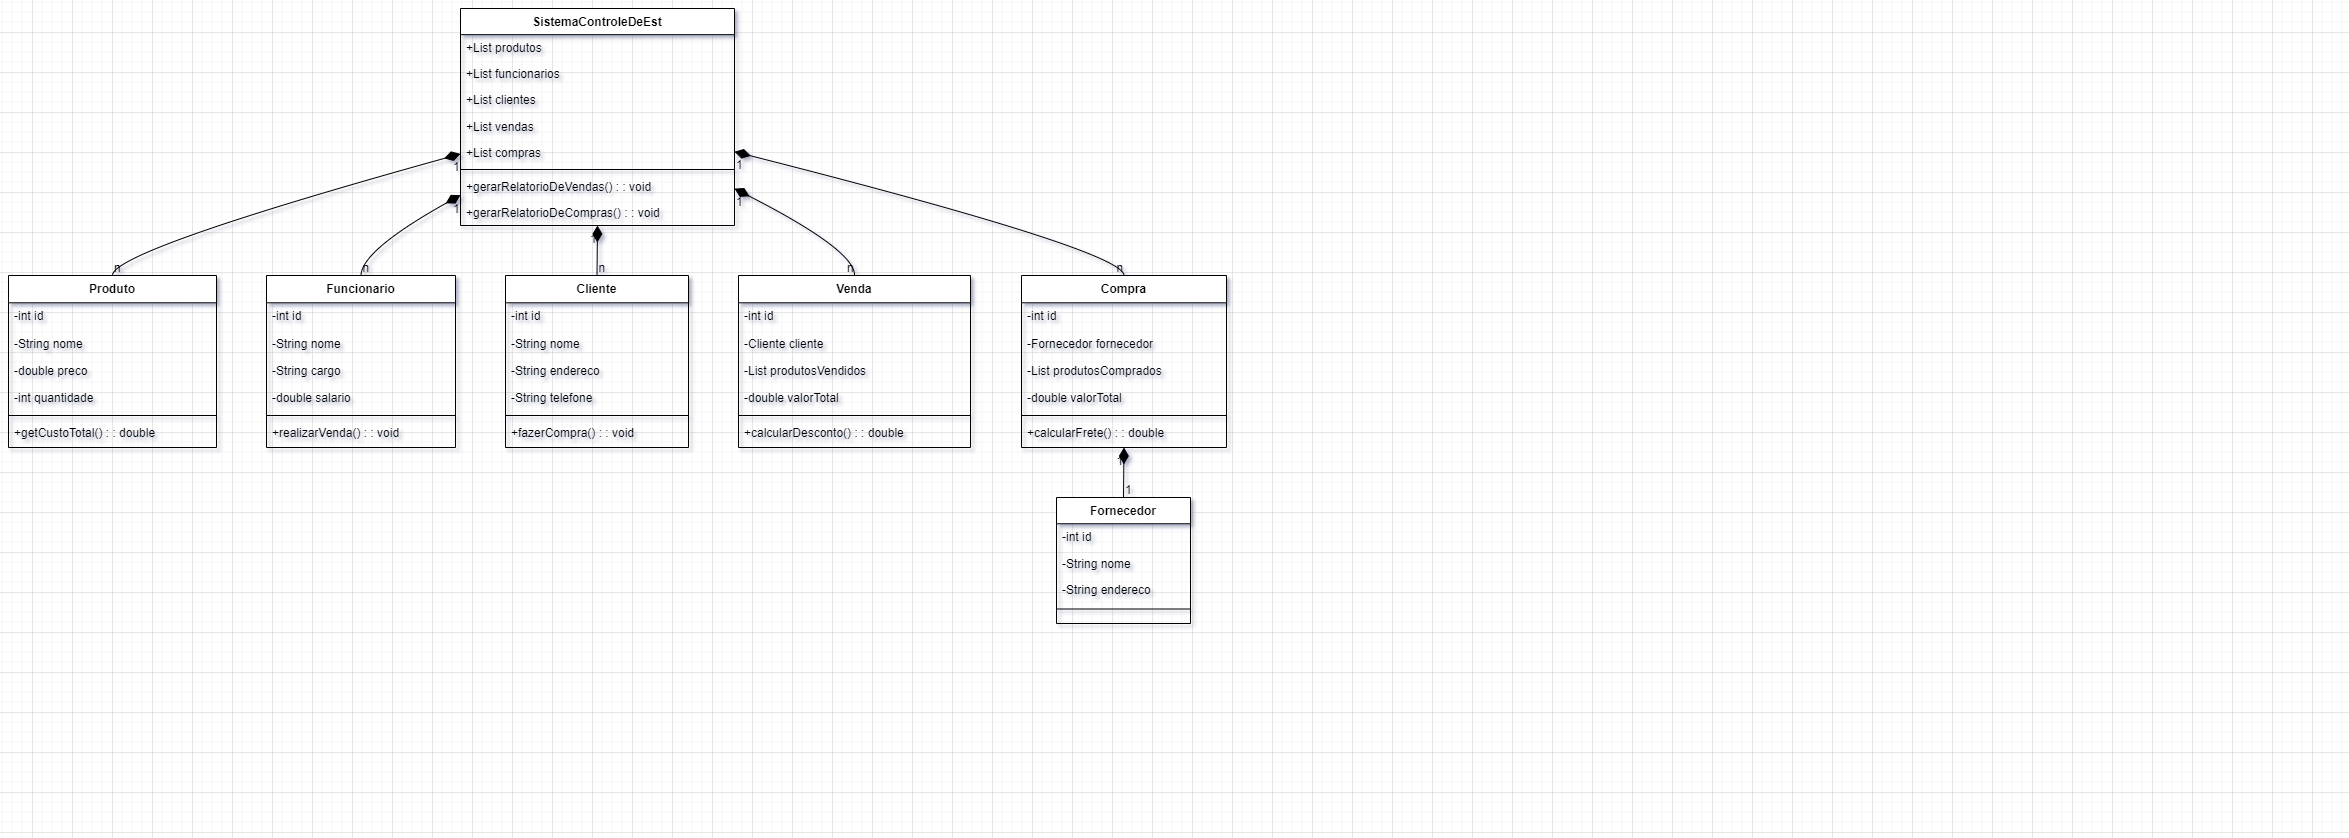 SistemaControleDeEst
+List produtos
+List funcionarios
+List clientes
+List vendas
+List compras
+gerarRelatorioDeVendas() : : void
+gerarRelatorioDeCompras() : : void
1
1
1
1
1
n
n
n
n
n
Produto
-int id
-String nome
-double preco
-int quantidade
+getCustoTotal() : : double
Funcionario
-int id
-String nome
-String cargo
-double salario
+realizarVenda() : : void
Cliente
-int id
-String nome
-String endereco
-String telefone
+fazerCompra() : : void
Venda
-int id
-Cliente cliente
-List produtosVendidos
-double valorTotal
+calcularDesconto() : : double
Compra
-int id
-Fornecedor fornecedor
-List produtosComprados
-double valorTotal
+calcularFrete() : : double
1
1
Fornecedor
-int id
-String nome
-String endereco